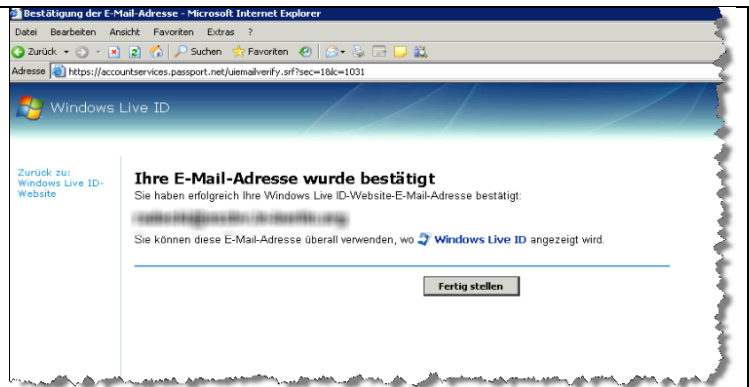 Bestätigung der E-Mail-Adresse - Microsoft Internet Explorer
Datei Bearbeiten Ansicht Favoriten Extras ?
Zurück Suchen Favoriten
Adresse https://accountservices.passport.net/uiemailverify.srf?sec=1&lc=1031
Windows Live ID
Zurück zu:
Windows Live ID-
Website
Ihre E-Mail-Adresse wurde bestätigt
Sie haben erfolgreich Ihre Windows Live ID-Website-E-Mail-Adresse bestätigt:
Sie können diese E-Mail-Adresse überall verwenden, wo Windows Live ID angezeigt wird.
Fertig stellen